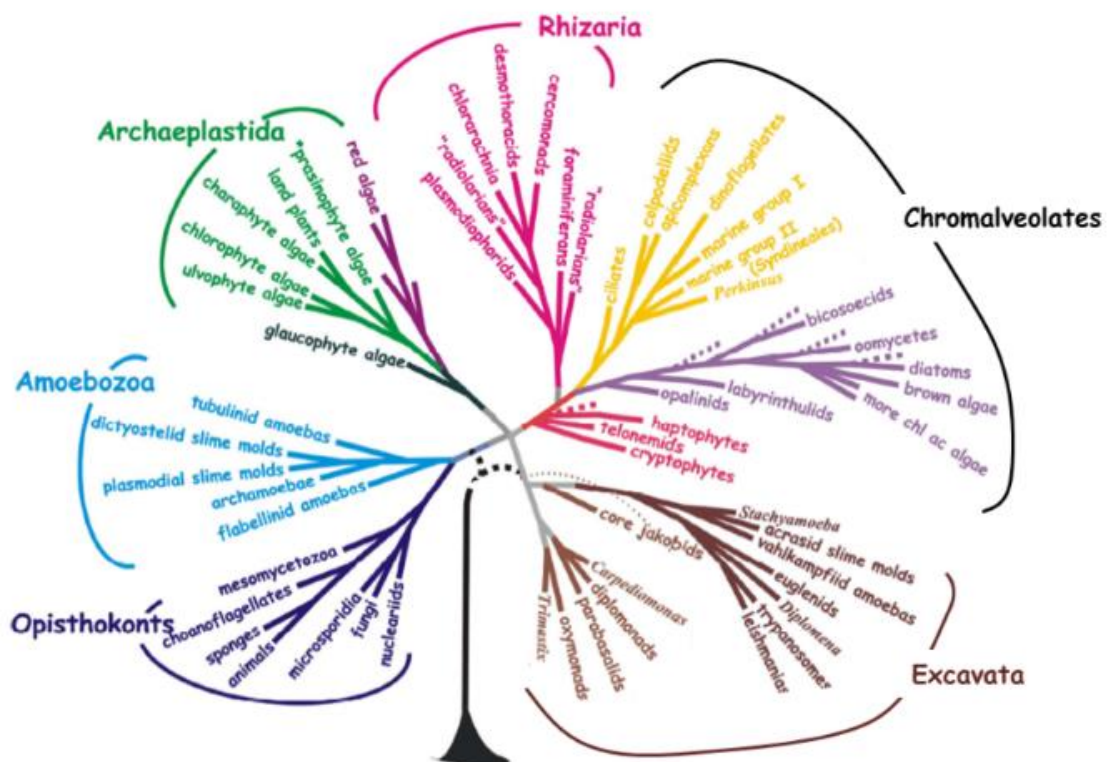 Rhizaria
desmothoracids
cercomonads
chlorarachnia
"radiolarians"
plasmodiophorids
foraminiferans
"radiolarians"
Archaeplastida
red algae
*prasinophyte algae
land plants
charaphyte algae
chlorophyte algae
ulvophyte algae
glaucophyte algae
Chromalveolates
ciliates
colpodellids
apicomplexons
dinoflagellates
marine group I
marine group II
(Syndineales)
Perkinsus
bicosoecids
oomycetes
diatoms
brown algae
more chl ac algae
labyrinthulids
opalinids
haptophytes
telonemids
cryptophytes
Amoebozoa
tubulinid amoebas
dictyostelid slime molds
plasmodial slime molds
archamoebae
flabellinid amoebas
Opisthokonts
mesomycetozoa
choanoflagellates
sponges
animals
microsporidia
fungi
nucleariids
Excavata
Stachyamoeba
acrasid slime molds
vahlkampfiid amoebas
euglenids
Diplomena
trypanosomes
leishmanias
core jakobids
Carpediemonas
diplomonads
parabasalids
oxymonads
Trimastix